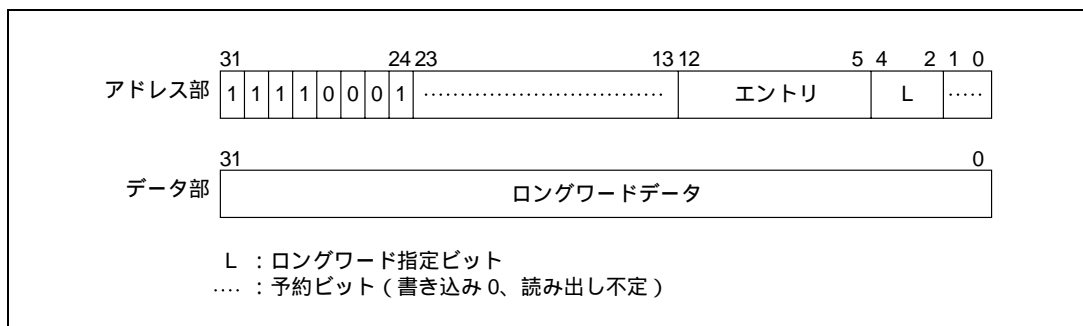 31 24 23 13 12 5 4 2 1 0
アドレス部 1 1 1 1 0 0 0 1 ................................ エントリ L .....
31 0
データ部 ロングワードデータ
L ：ロングワード指定ビット
.... ：予約ビット（書き込み 0、読み出し不定）